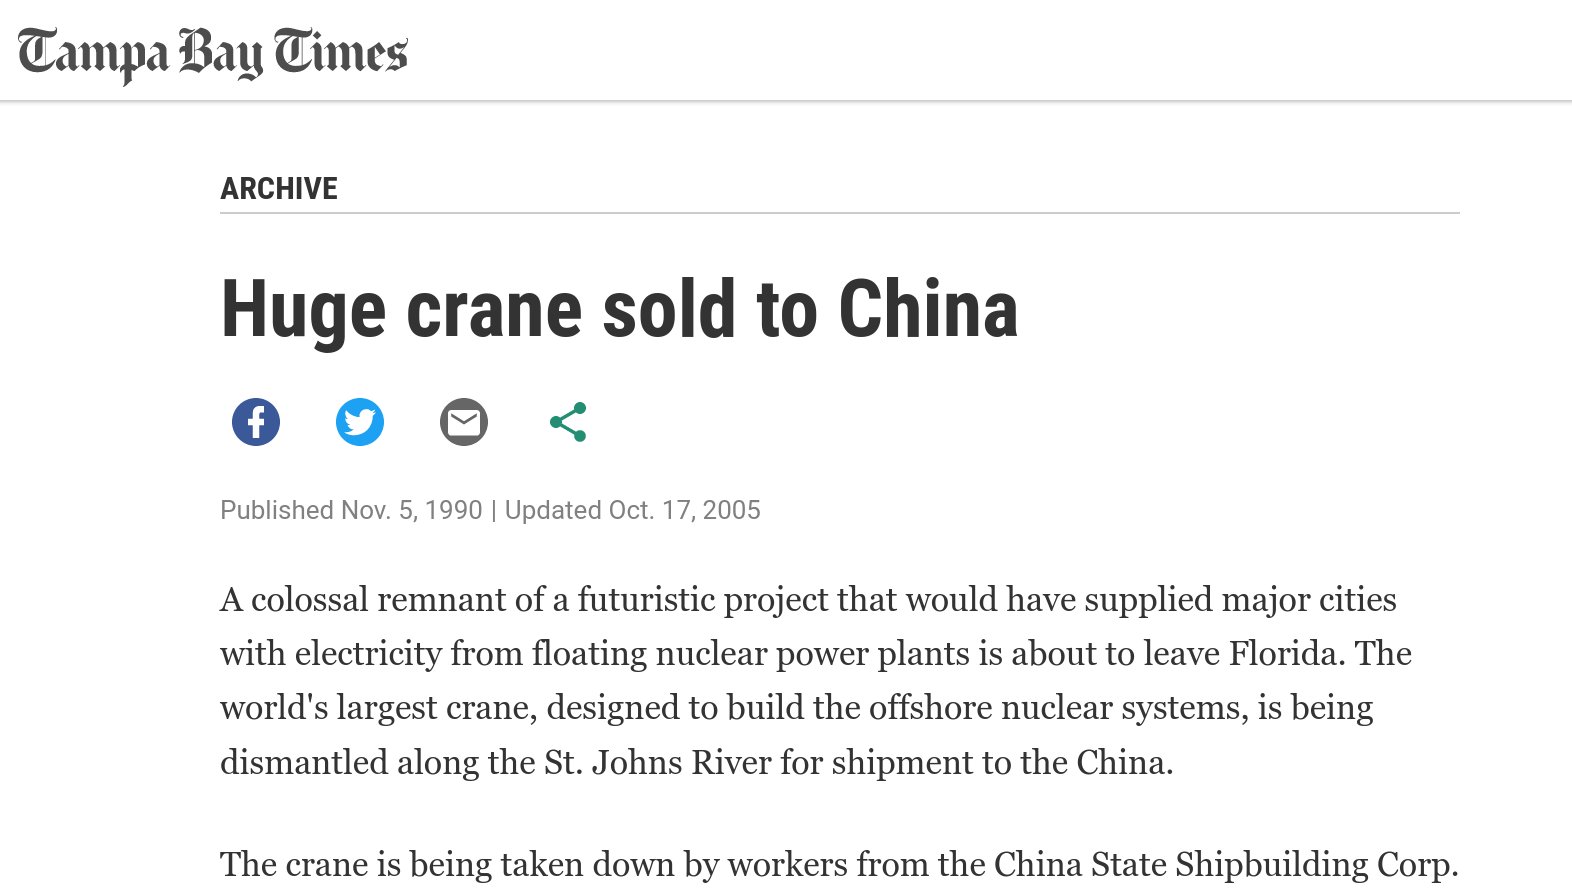 Tampa Bay Times
ARCHIVE
Huge crane sold to China
Published Nov. 5, 1990 | Updated Oct. 17, 2005
A colossal remnant of a futuristic project that would have supplied major cities
with electricity from floating nuclear power plants is about to leave Florida. The
world's largest crane, designed to build the offshore nuclear systems, is being
dismantled along the St. Johns River for shipment to the China.
The crane is being taken down by workers from the China State Shipbuilding Corp.